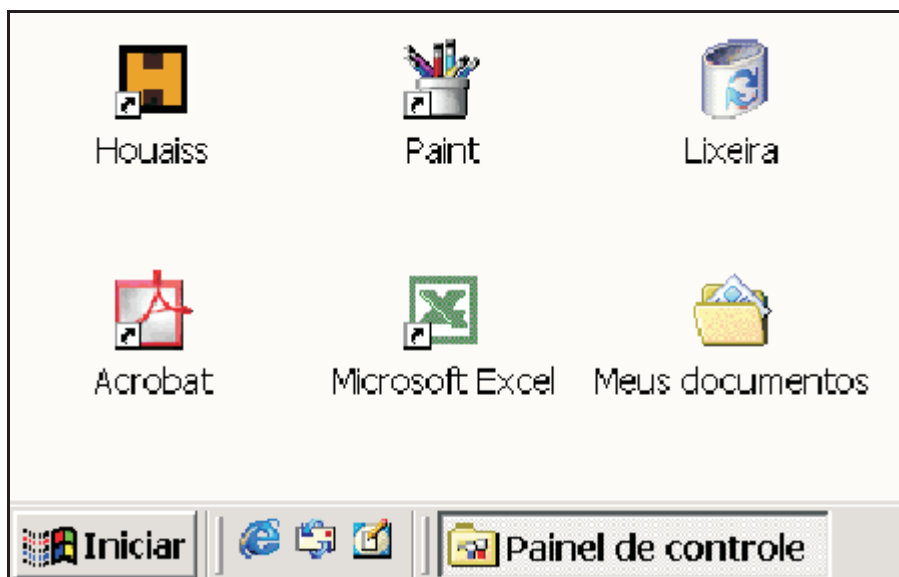 Houaiss Paint Lixeira
Acrobat Microsoft Excel Meus documentos
Iniciar Painel de controle